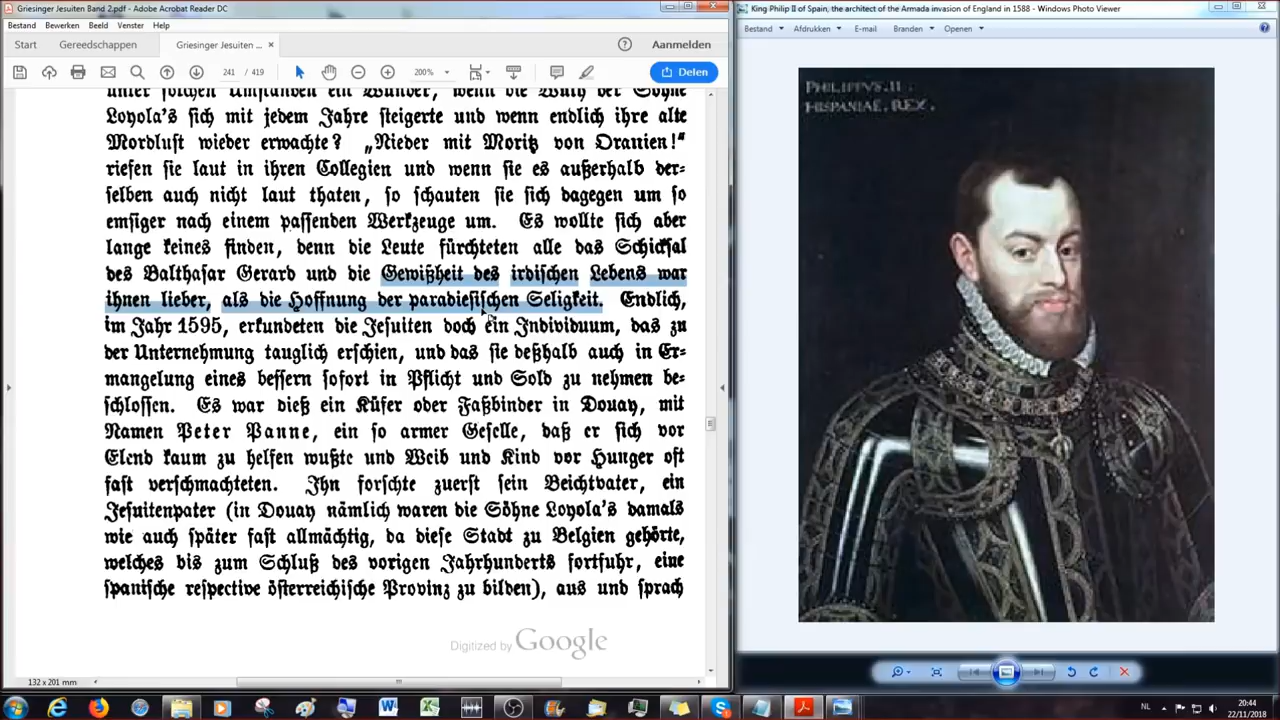 Griesinger Jesuiten Band 2.pdf - Adobe Acrobat Reader DC
Bestand Bewerken Beeld Venster Help
Start Gereedschappen Griesinger Jesuiten ... × Aanmelden
241 / 419 200% Delen
unter solchen Umständen ein Wunder, wenn die Wuth der Söhne
Loyola's sich mit jedem Jahre steigerte und wenn endlich ihre alte
Mordlust wieder erwachte? „Nieder mit Moritz von Oranien!“
riefen sie laut in ihren Collegien und wenn sie es außerhalb der-
selben auch nicht laut thaten, so schauten sie sich dagegen um so
emsiger nach einem passenden Werkzeuge um. Es wollte sich aber
lange keines finden, denn die Leute fürchteten alle das Schicksal
des Balthasar Gerard und die Gewißheit des irdischen Lebens war
ihnen lieber, als die Hoffnung der paradiesischen Seligkeit. Endlich,
im Jahr 1595, erkundeten die Jesuiten doch ein Individuum, das zu
der Unternehmung tauglich erschien, und das sie deßhalb auch in Er-
mangelung eines bessern sofort in Pflicht und Sold zu nehmen be-
schlossen. Es war dieß ein Küfer oder Faßbinder in Douay, mit
Namen Peter Panne, ein so armer Geselle, daß er sich vor
Elend kaum zu helfen wußte und Weib und Kind vor Hunger oft
fast verschmachteten. Ihn forschte zuerst sein Beichtvater, ein
Jesuitenpater (in Douay nämlich waren die Söhne Loyola's damals
wie auch später fast allmächtig, da diese Stadt zu Belgien gehörte,
welches bis zum Schluß des vorigen Jahrhunderts fortfuhr, eine
spanische respective österreichische Provinz zu bilden), aus und sprach
Digitized by Google
132 x 201 mm
King Philip II of Spain, the architect of the Armada invasion of England in 1588 - Windows Photo Viewer
Bestand Afdrukken E-mail Branden Openen
PHILIPPVS. II.
HISPANIAE. REX.
NL 20:44
22/11/2018